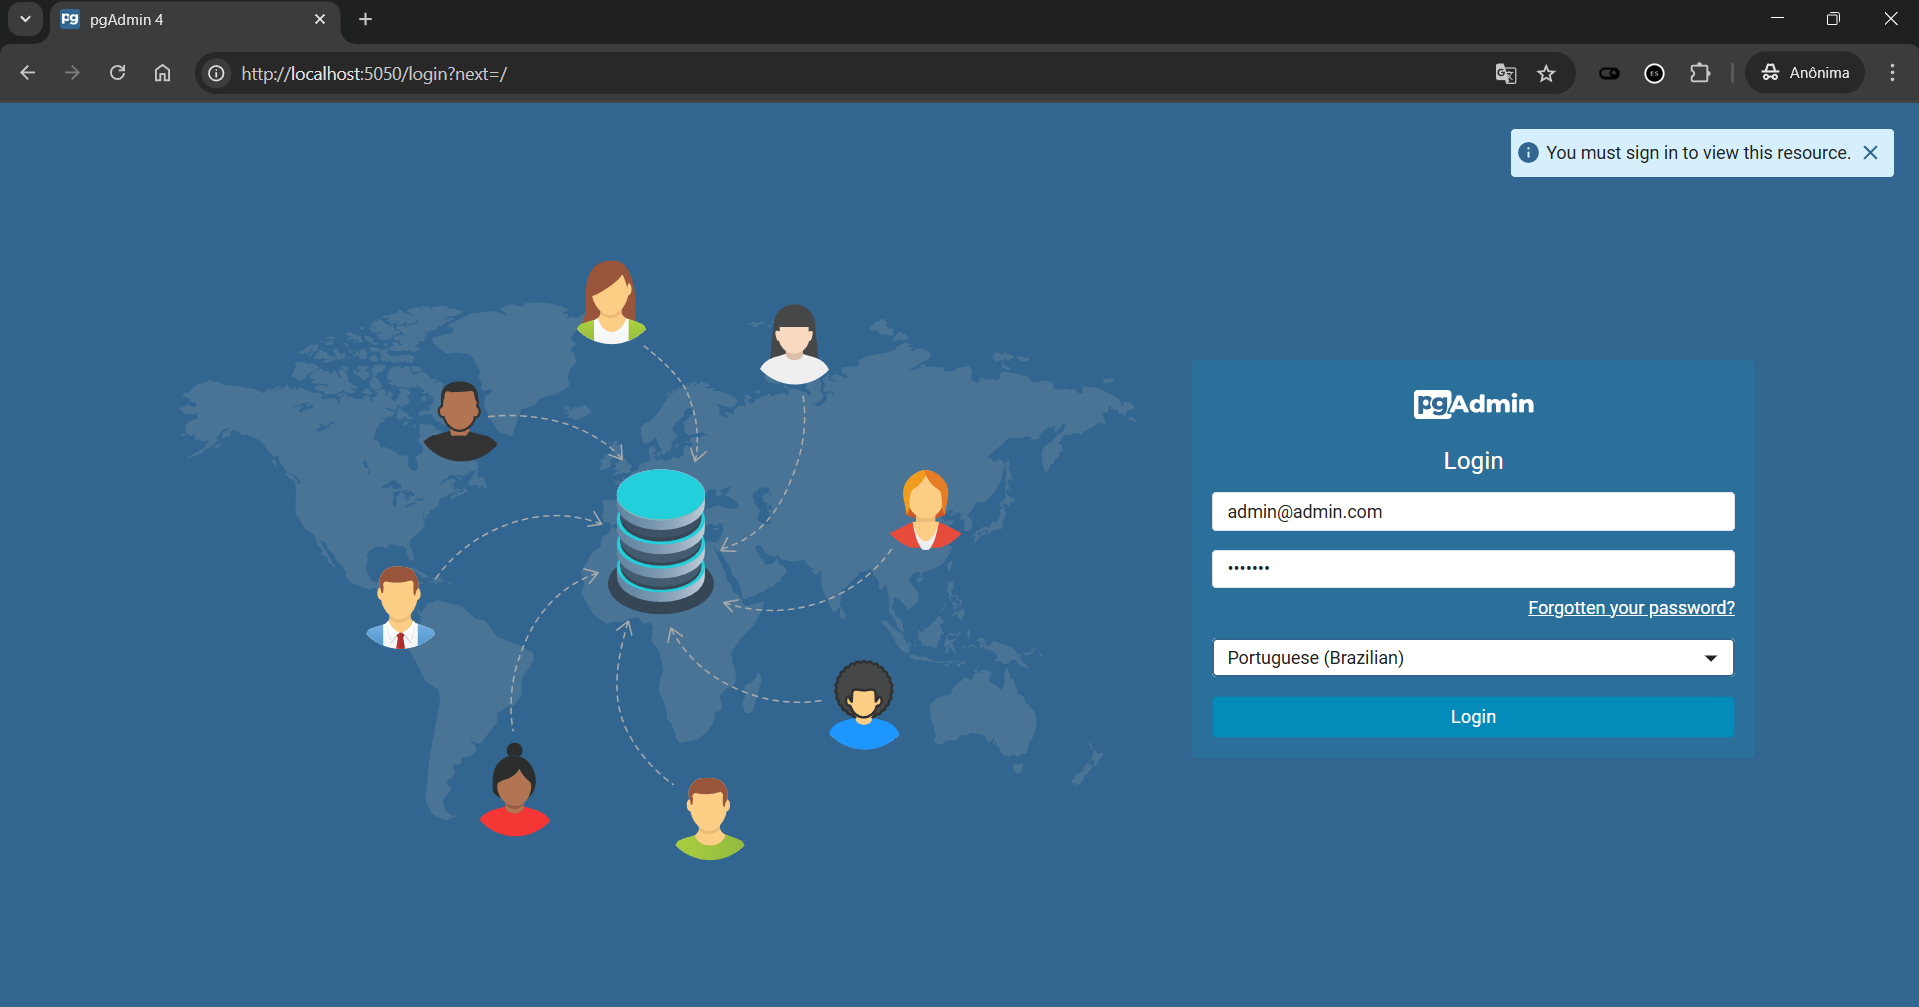 pg pgAdmin 4
http://localhost:5050/login?next=/
Anônima
You must sign in to view this resource.
pgAdmin
Login
admin@admin.com
•••••••
Forgotten your password?
Portuguese (Brazilian)
Login